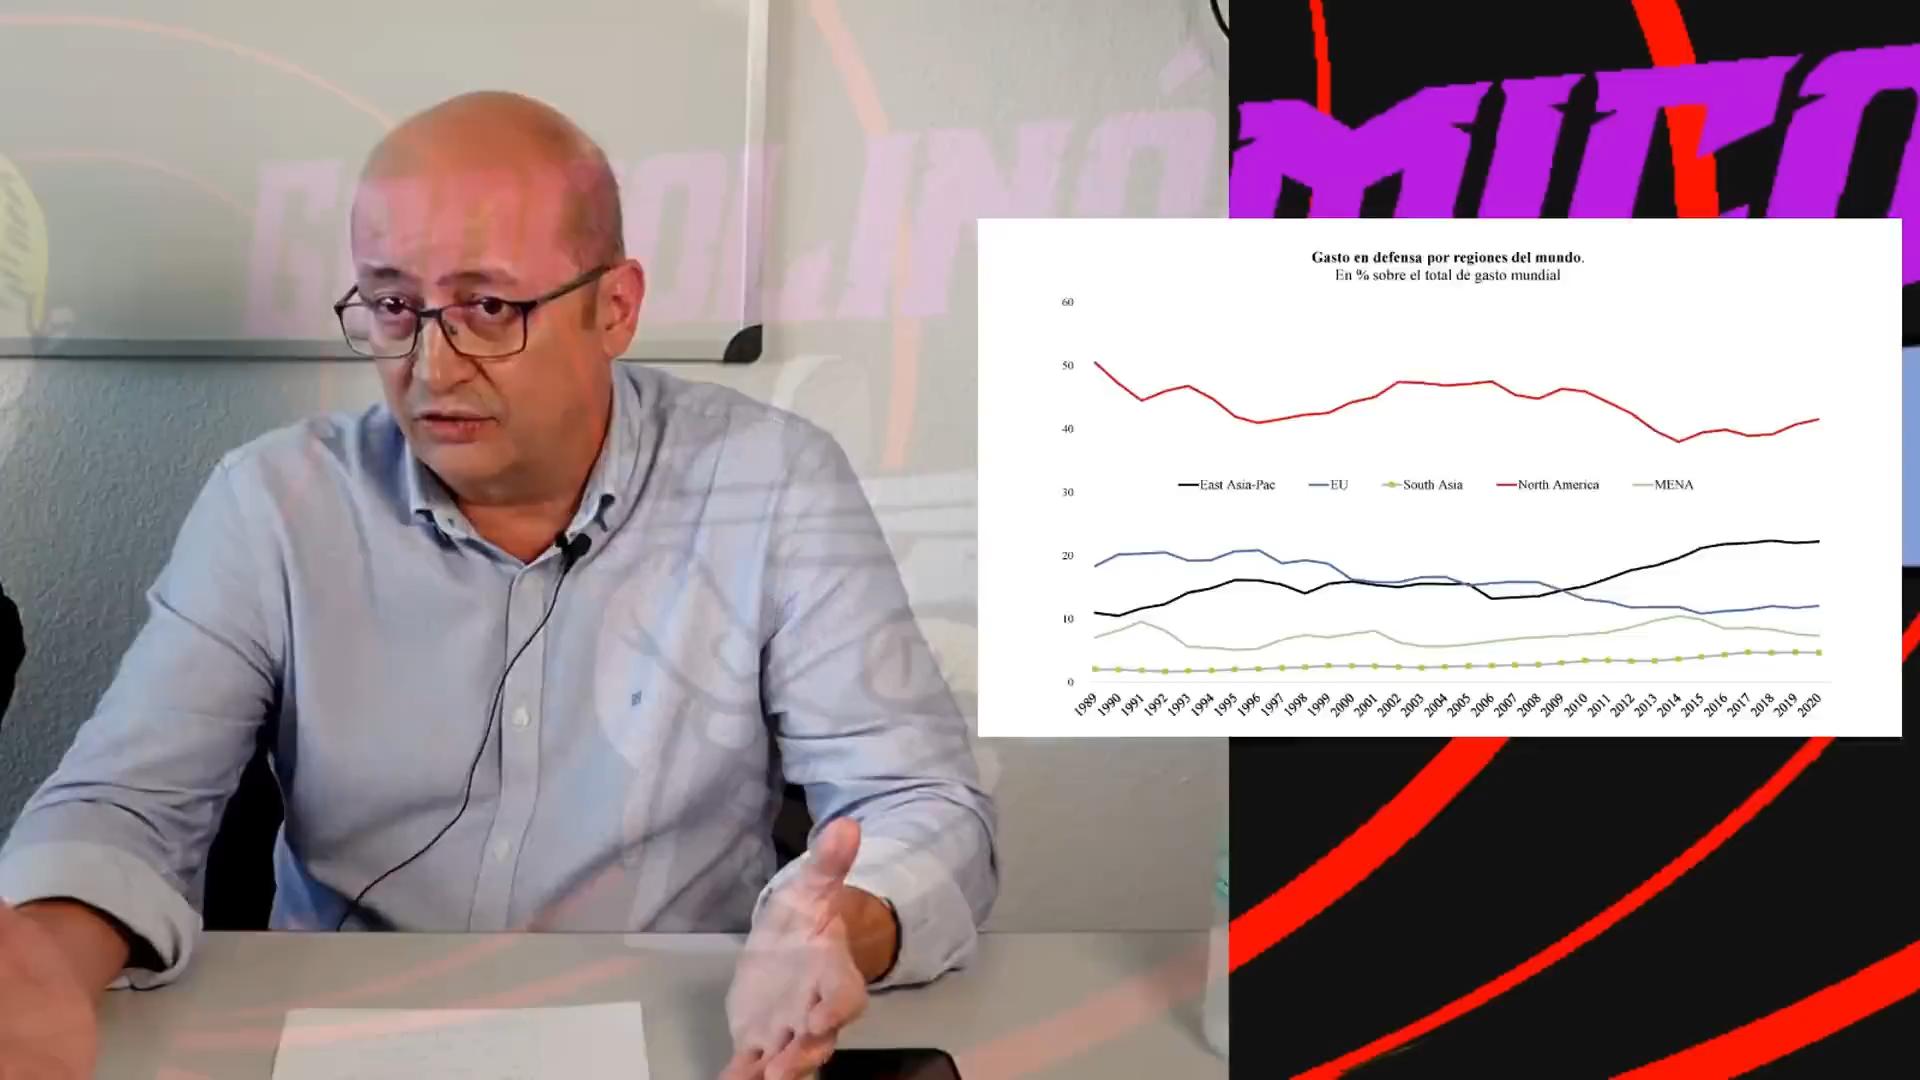 Gasto en defensa por regiones del mundo.
En % sobre el total de gasto mundial
60
50
40
30
20
10
0
East Asia-Pac EU South Asia North America MENA
1989 1990 1991 1992 1993 1994 1995 1996 1997 1998 1999 2000 2001 2002 2003 2004 2005 2006 2007 2008 2009 2010 2011 2012 2013 2014 2015 2016 2017 2018 2019 2020